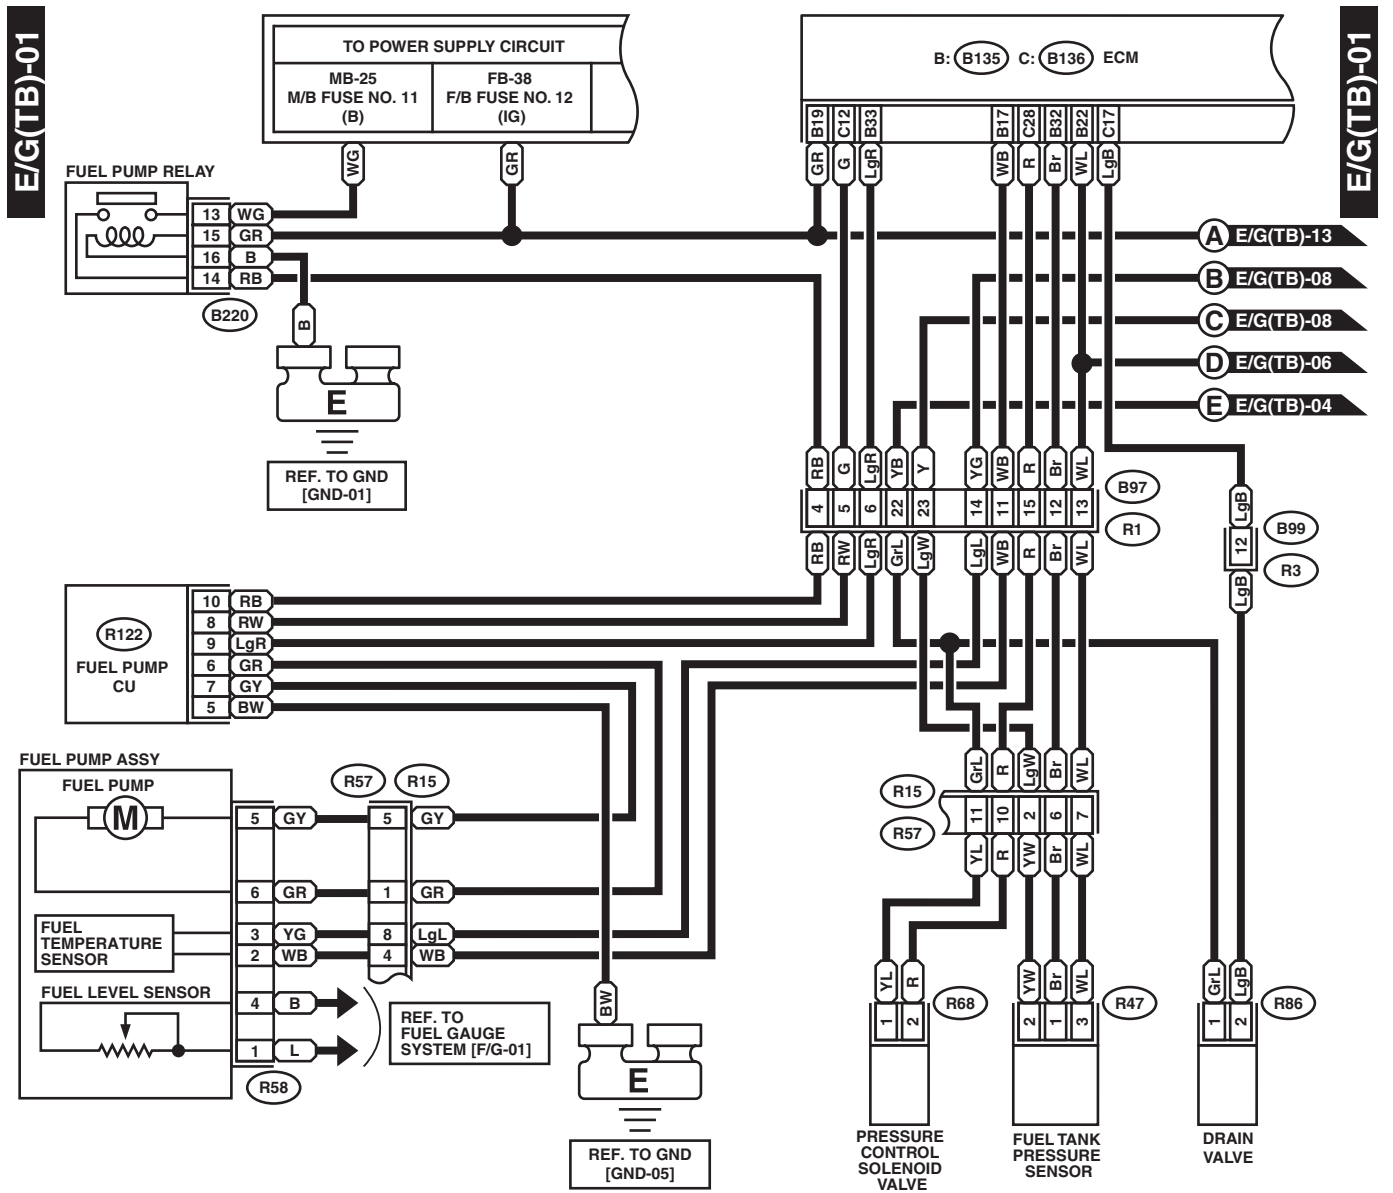 E/G(TB)-01
TO POWER SUPPLY CIRCUIT
MB-25
M/B FUSE NO. 11
(B)
FB-38
F/B FUSE NO. 12
(IG)
B: B135 C: B136 ECM
E/G(TB)-01
B19 C12 B33 B17 C28 B32 B22 C17
WG GR
GR G LgR WB R Br WL LgB
FUEL PUMP RELAY
13 WG
15 GR
16 B
14 RB
B220
B
E
REF. TO GND
[GND-01]
A E/G(TB)-13
B E/G(TB)-08
C E/G(TB)-08
D E/G(TB)-06
E E/G(TB)-04
RB G LgR YB Y YG WB R Br WL
4 5 6 22 23 14 11 15 12 13
RB RW LgR GrL LgW LgL WB R Br WL
B97
R1
LgB
12
LgB
B99
R3
R122
FUEL PUMP
CU
10 RB
8 RW
9 LgR
6 GR
7 GY
5 BW
FUEL PUMP ASSY
FUEL PUMP
M
R57 R15
5 GY 5 GY
6 GR 1 GR
FUEL
TEMPERATURE
SENSOR
3 YG 8 LgL
2 WB 4 WB
FUEL LEVEL SENSOR
4 B
1 L
R58
REF. TO
FUEL GAUGE
SYSTEM [F/G-01]
BW
E
REF. TO GND
[GND-05]
GrL R LgW Br WL
R15
R57
11 10 2 6 7
YL R YW Br WL
YL R
1 2
R68
PRESSURE
CONTROL
SOLENOID
VALVE
YW Br WL
2 1 3
R47
FUEL TANK
PRESSURE
SENSOR
GrL LgB
1 2
R86
DRAIN
VALVE